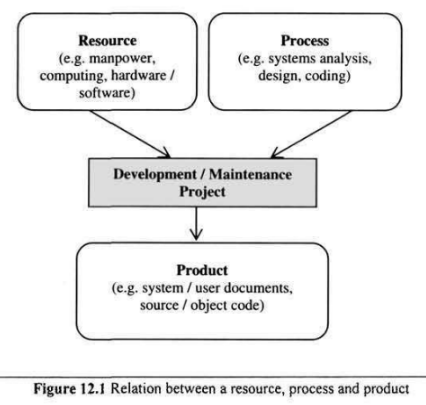 Resource
(e.g. manpower,
computing, hardware /
software)
Process
(e.g. systems analysis,
design, coding)
Development / Maintenance
Project
Product
(e.g. system / user documents,
source / object code)
Figure 12.1 Relation between a resource, process and product